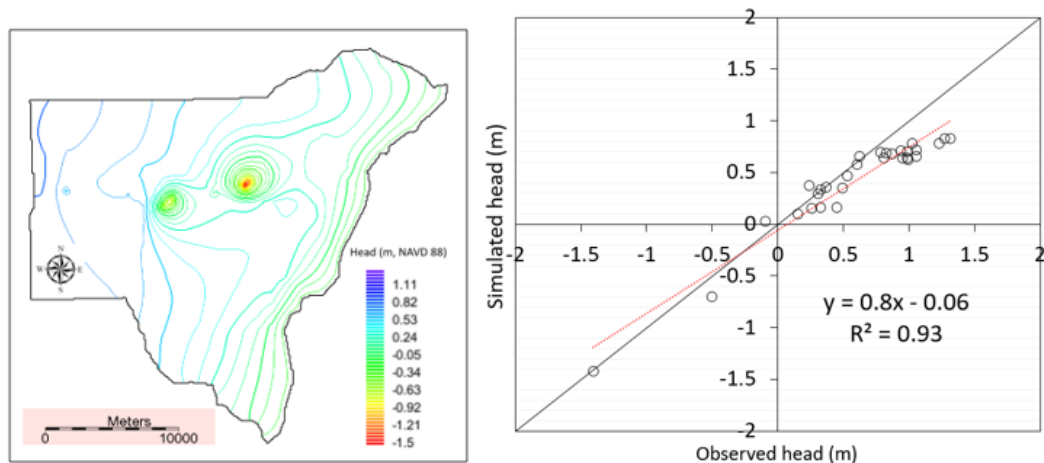 N
W E
S
Head (m, NAVD 88)
1.11
0.82
0.53
0.24
-0.05
-0.34
-0.63
-0.92
-1.21
-1.5
Meters
0 10000
Simulated head (m)
2
1.5
1
0.5
0
-2 -1.5 -1 -0.5 0 0.5 1 1.5 2
-0.5
-1
-1.5
-2
y = 0.8x - 0.06
R² = 0.93
Observed head (m)